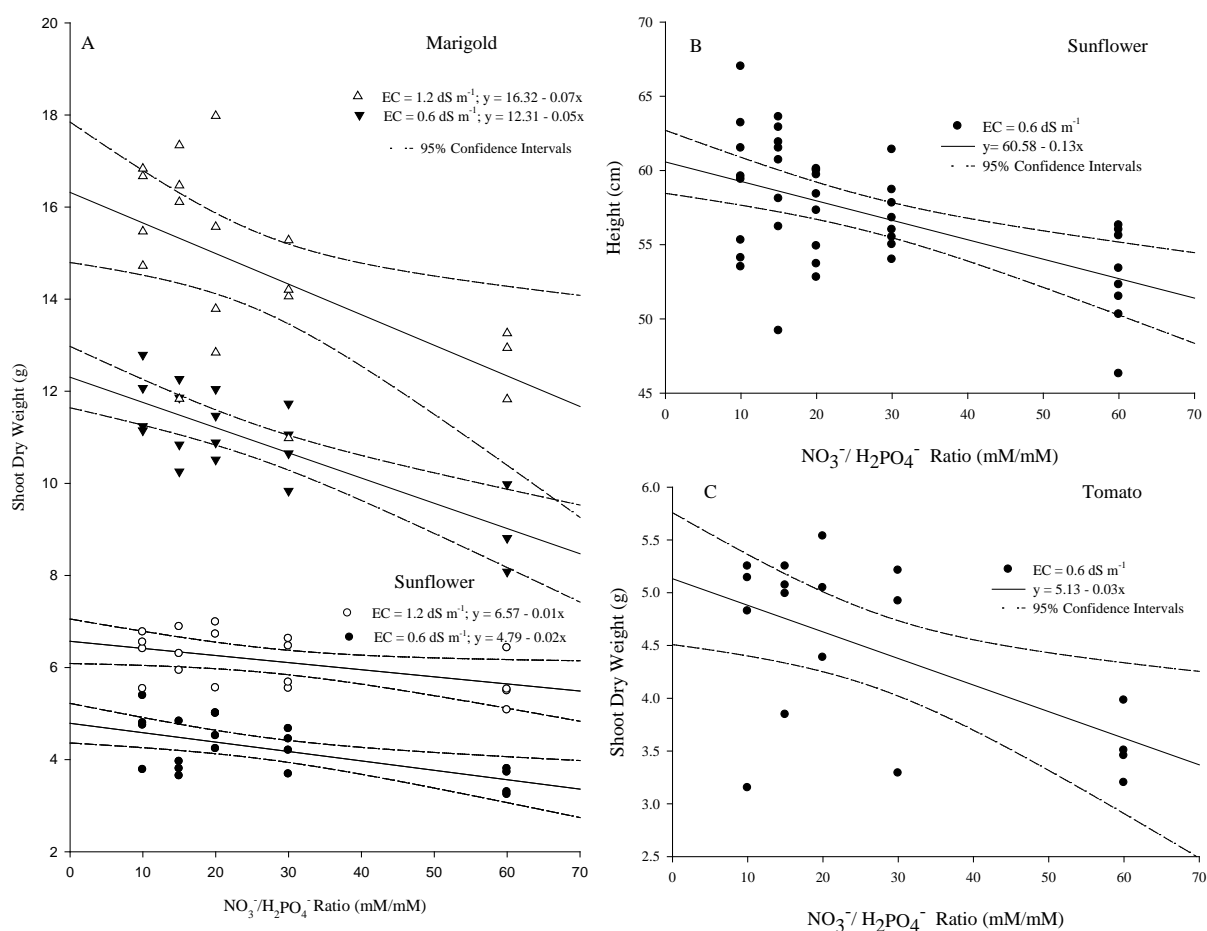 A
Marigold
EC = 1.2 dS m⁻¹; y = 16.32 - 0.07x
EC = 0.6 dS m⁻¹; y = 12.31 - 0.05x
95% Confidence Intervals
Sunflower
EC = 1.2 dS m⁻¹; y = 6.57 - 0.01x
EC = 0.6 dS m⁻¹; y = 4.79 - 0.02x
Shoot Dry Weight (g)
20
18
16
14
12
10
8
6
4
2
0 10 20 30 40 50 60 70
NO₃⁻/H₂PO₄⁻ Ratio (mM/mM)
B
Sunflower
EC = 0.6 dS m⁻¹
y= 60.58 - 0.13x
95% Confidence Intervals
Height (cm)
70
65
60
55
50
45
0 10 20 30 40 50 60 70
NO₃⁻/ H₂PO₄⁻ Ratio (mM/mM)
C
Tomato
EC = 0.6 dS m⁻¹
y = 5.13 - 0.03x
95% Confidence Intervals
Shoot Dry Weight (g)
6.0
5.5
5.0
4.5
4.0
3.5
3.0
2.5
0 10 20 30 40 50 60 70
NO₃⁻/ H₂PO₄⁻ Ratio (mM/mM)